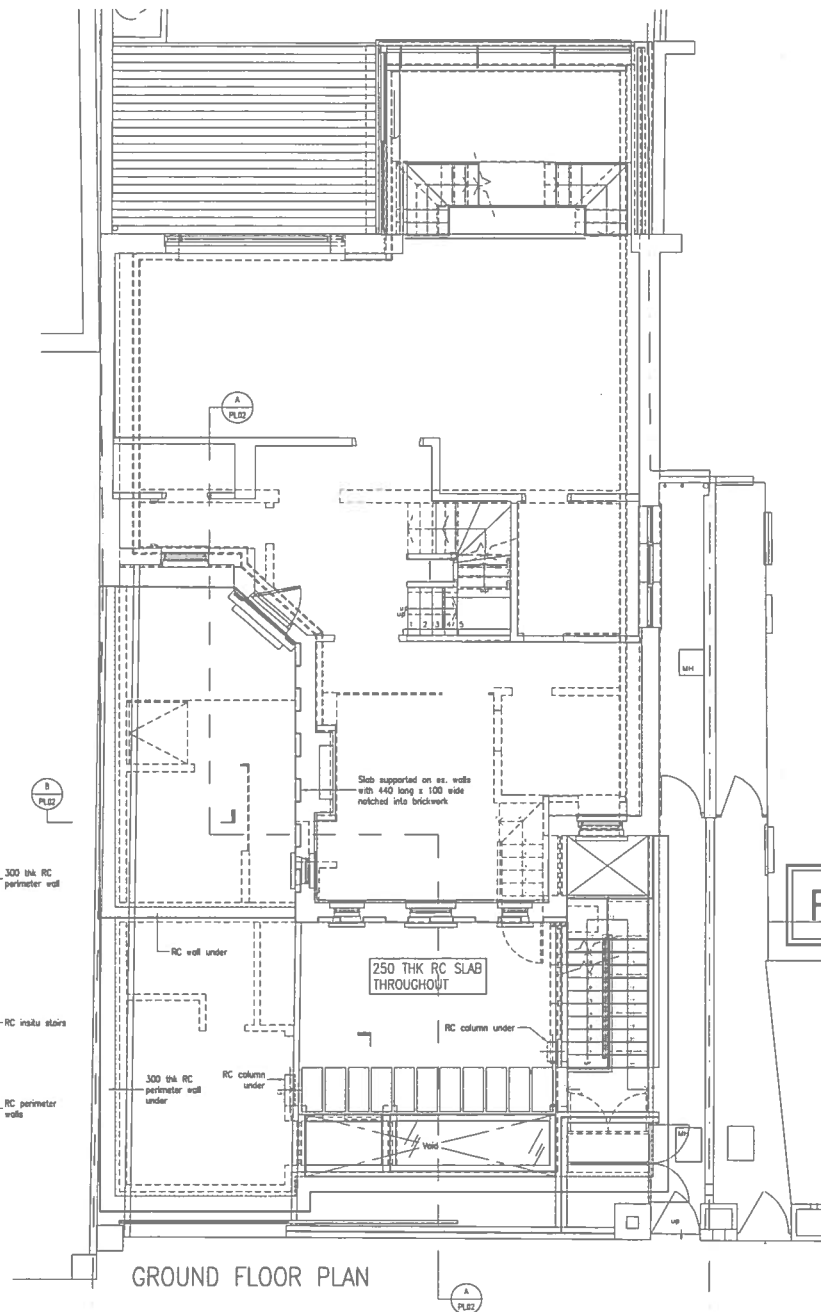 A
PL02
up
up
1 2 3 4 5
MH
B
PL02
Slab supported on ex. walls
with 440 long x 100 wide
notched into brickwork
300 thk RC
perimeter wall
RC wall under
250 THK RC SLAB
THROUGHOUT
RC insitu stairs
RC column under
300 thk RC
perimeter wall
under
RC column
under
RC perimeter
walls
Void
MH
up
GROUND FLOOR PLAN
A
PL02